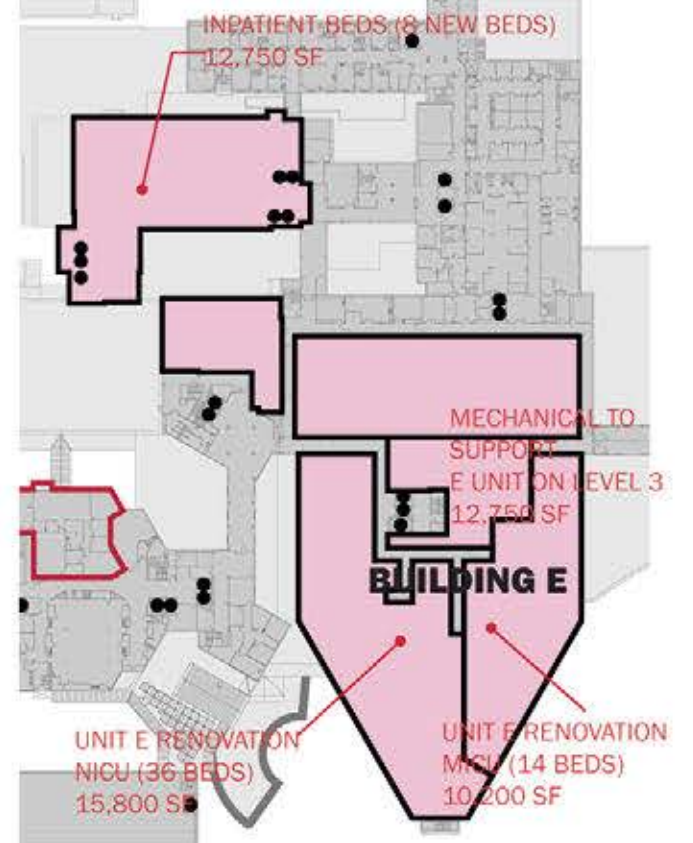 INPATIENT BEDS (8 NEW BEDS)
12,750 SF
MECHANICAL TO
SUPPORT
E UNIT ON LEVEL 3
12,750 SF
BUILDING E
UNIT E RENOVATION
NICU (36 BEDS)
15,800 SF
UNIT E RENOVATION
MICU (14 BEDS)
10,200 SF